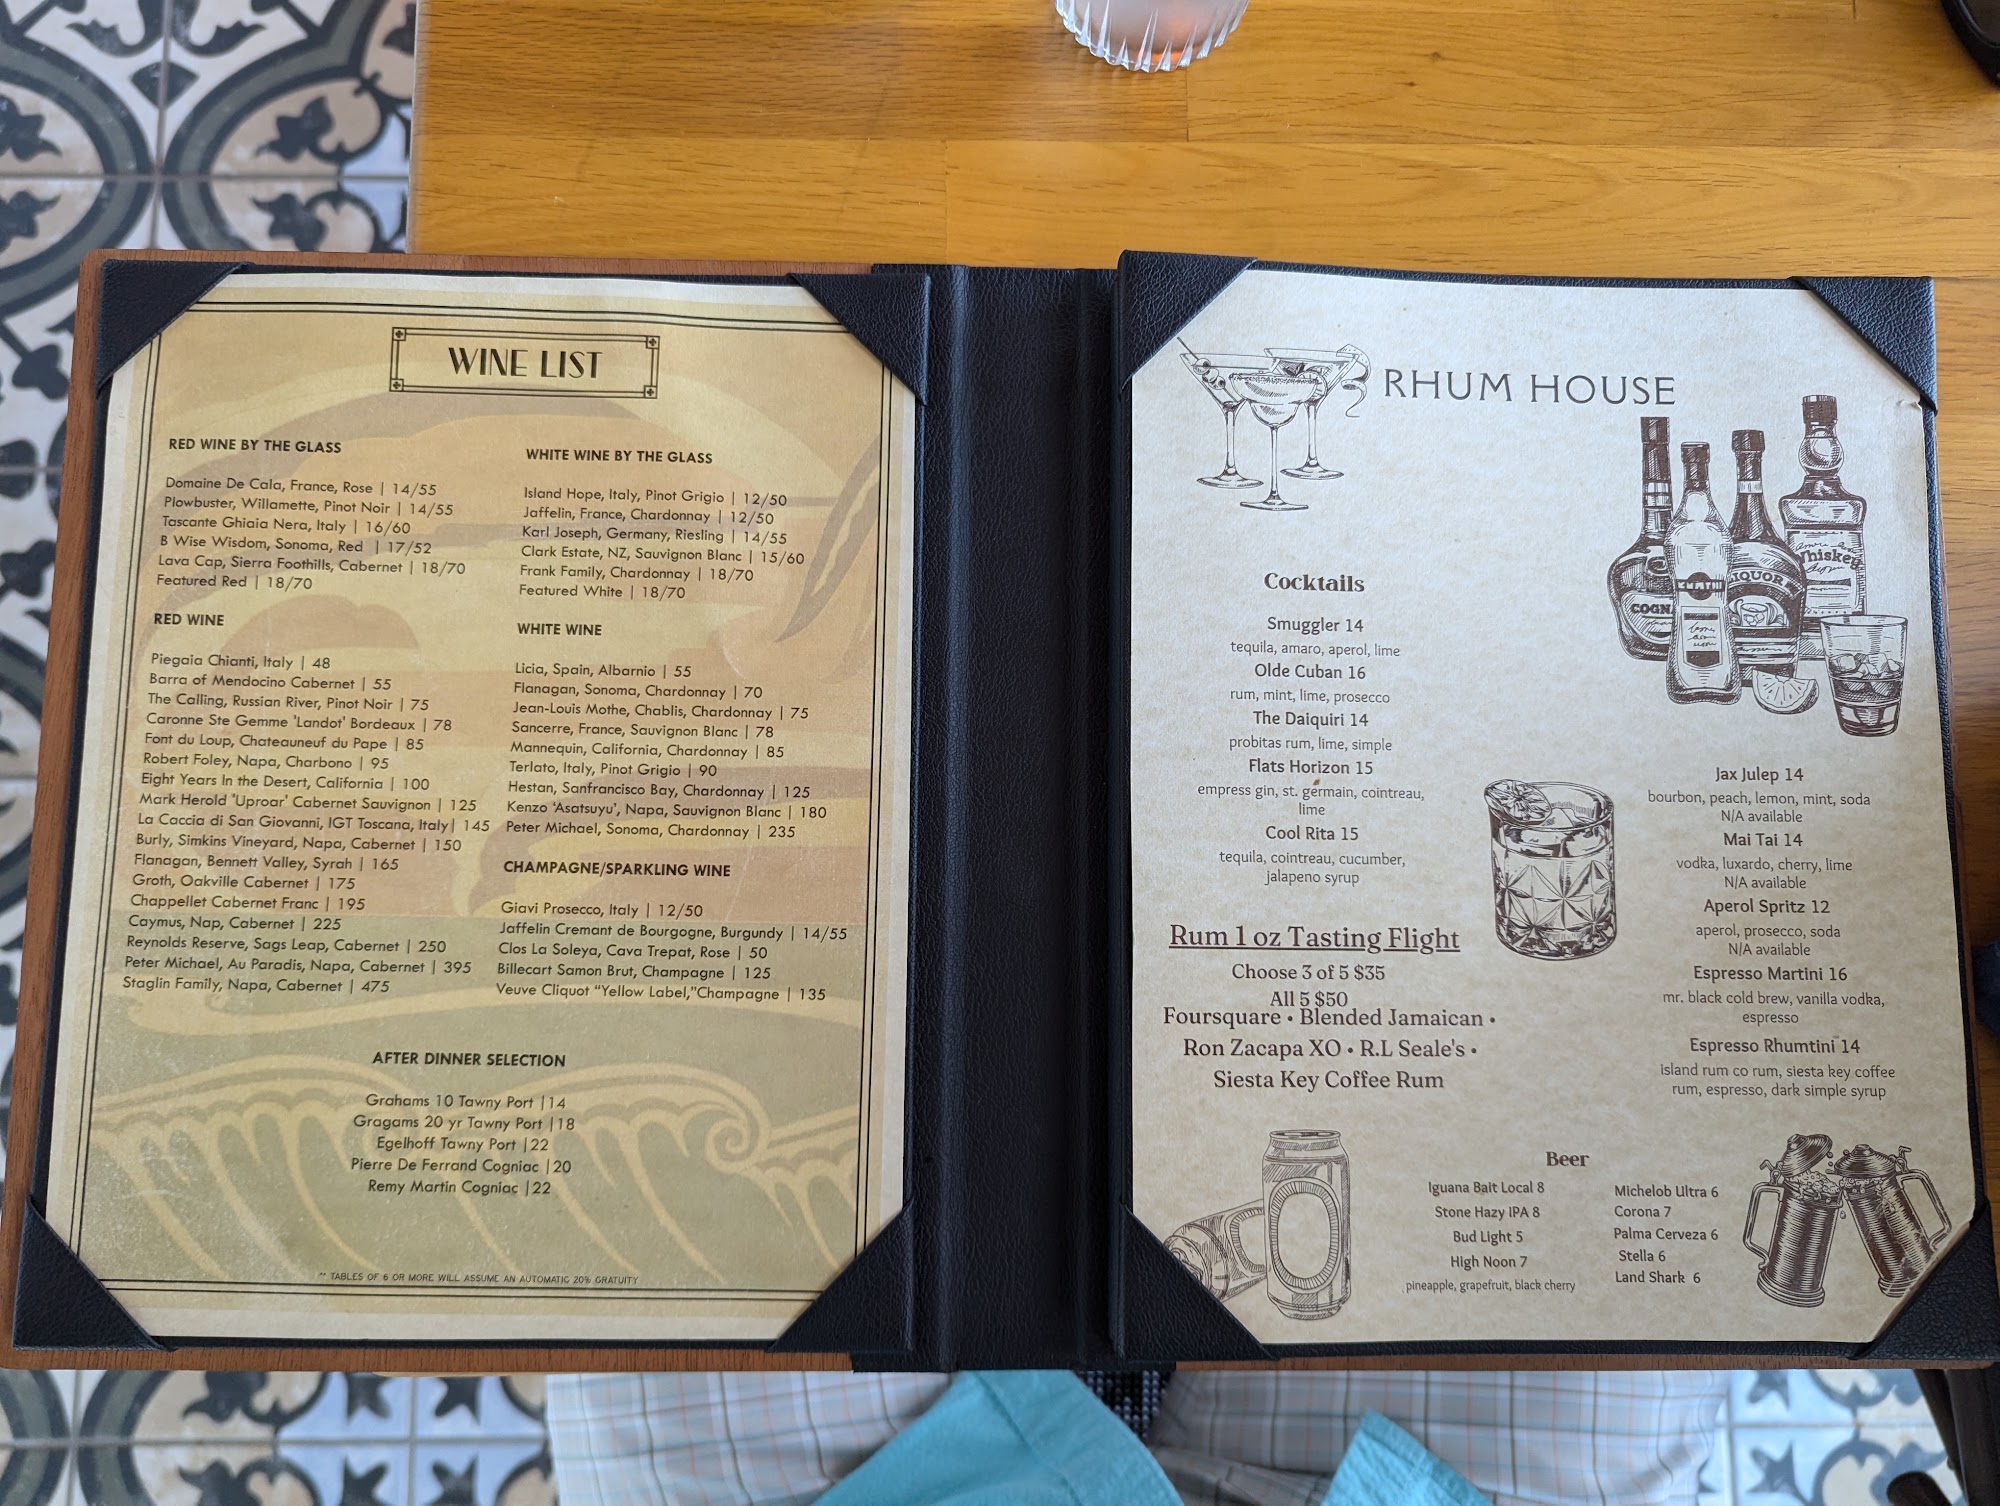 WINE LIST
RED WINE BY THE GLASS
Domaine De Cala, France, Rose | 14/55
Plowbuster, Willamette, Pinot Noir | 14/55
Tascante Ghiaia Nera, Italy | 16/60
B Wise Wisdom, Sonoma, Red | 17/52
Lava Cap, Sierra Foothills, Cabernet | 18/70
Featured Red | 18/70
RED WINE
Piegaia Chianti, Italy | 48
Barra of Mendocino Cabernet | 55
The Calling, Russian River, Pinot Noir | 75
Caronne Ste Gemme 'Landot' Bordeaux | 78
Font du Loup, Chateauneuf du Pape | 85
Robert Foley, Napa, Charbono | 95
Eight Years In the Desert, California | 100
Mark Herold 'Uproar' Cabernet Sauvignon | 125
La Caccia di San Giovanni, IGT Toscana, Italy| 145
Burly, Simkins Vineyard, Napa, Cabernet | 150
Flanagan, Bennett Valley, Syrah | 165
Groth, Oakville Cabernet | 175
Chappellet Cabernet Franc | 195
Caymus, Nap, Cabernet | 225
Reynolds Reserve, Sags Leap, Cabernet | 250
Peter Michael, Au Paradis, Napa, Cabernet | 395
Staglin Family, Napa, Cabernet | 475
WHITE WINE BY THE GLASS
Island Hope, Italy, Pinot Grigio | 12/50
Jaffelin, France, Chardonnay | 12/50
Karl Joseph, Germany, Riesling | 14/55
Clark Estate, NZ, Sauvignon Blanc | 15/60
Frank Family, Chardonnay | 18/70
Featured White | 18/70
WHITE WINE
Licia, Spain, Albarnio | 55
Flanagan, Sonoma, Chardonnay | 70
Jean-Louis Mothe, Chablis, Chardonnay | 75
Sancerre, France, Sauvignon Blanc | 78
Mannequin, California, Chardonnay | 85
Terlato, Italy, Pinot Grigio | 90
Hestan, Sanfrancisco Bay, Chardonnay | 125
Kenzo 'Asatsuyu', Napa, Sauvignon Blanc | 180
Peter Michael, Sonoma, Chardonnay | 235
CHAMPAGNE/SPARKLING WINE
Giavi Prosecco, Italy | 12/50
Jaffelin Cremant de Bourgogne, Burgundy | 14/55
Clos La Soleya, Cava Trepat, Rose | 50
Billecart Samon Brut, Champagne | 125
Veuve Cliquot "Yellow Label,"Champagne | 135
AFTER DINNER SELECTION
Grahams 10 Tawny Port |14
Gragams 20 yr Tawny Port |18
Egelhoff Tawny Port |22
Pierre De Ferrand Cogniac |20
Remy Martin Cogniac |22
** TABLES OF 6 OR MORE WILL ASSUME AN AUTOMATIC 20% GRATUITY
RHUM HOUSE
COGN
LIQUOR
Whiskey
Cocktails
Smuggler 14
tequila, amaro, aperol, lime
Olde Cuban 16
rum, mint, lime, prosecco
The Daiquiri 14
probitas rum, lime, simple
Flats Horizon 15
empress gin, st. germain, cointreau,
lime
Cool Rita 15
tequila, cointreau, cucumber,
jalapeno syrup
Rum 1 oz Tasting Flight
Choose 3 of 5 $35
All 5 $50
Foursquare • Blended Jamaican •
Ron Zacapa XO • R.L Seale's •
Siesta Key Coffee Rum
Jax Julep 14
bourbon, peach, lemon, mint, soda
N/A available
Mai Tai 14
vodka, luxardo, cherry, lime
N/A available
Aperol Spritz 12
aperol, prosecco, soda
N/A available
Espresso Martini 16
mr. black cold brew, vanilla vodka,
espresso
Espresso Rhumtini 14
island rum co rum, siesta key coffee
rum, espresso, dark simple syrup
Beer
Iguana Bait Local 8
Stone Hazy IPA 8
Bud Light 5
High Noon 7
pineapple, grapefruit, black cherry
Michelob Ultra 6
Corona 7
Palma Cerveza 6
Stella 6
Land Shark 6